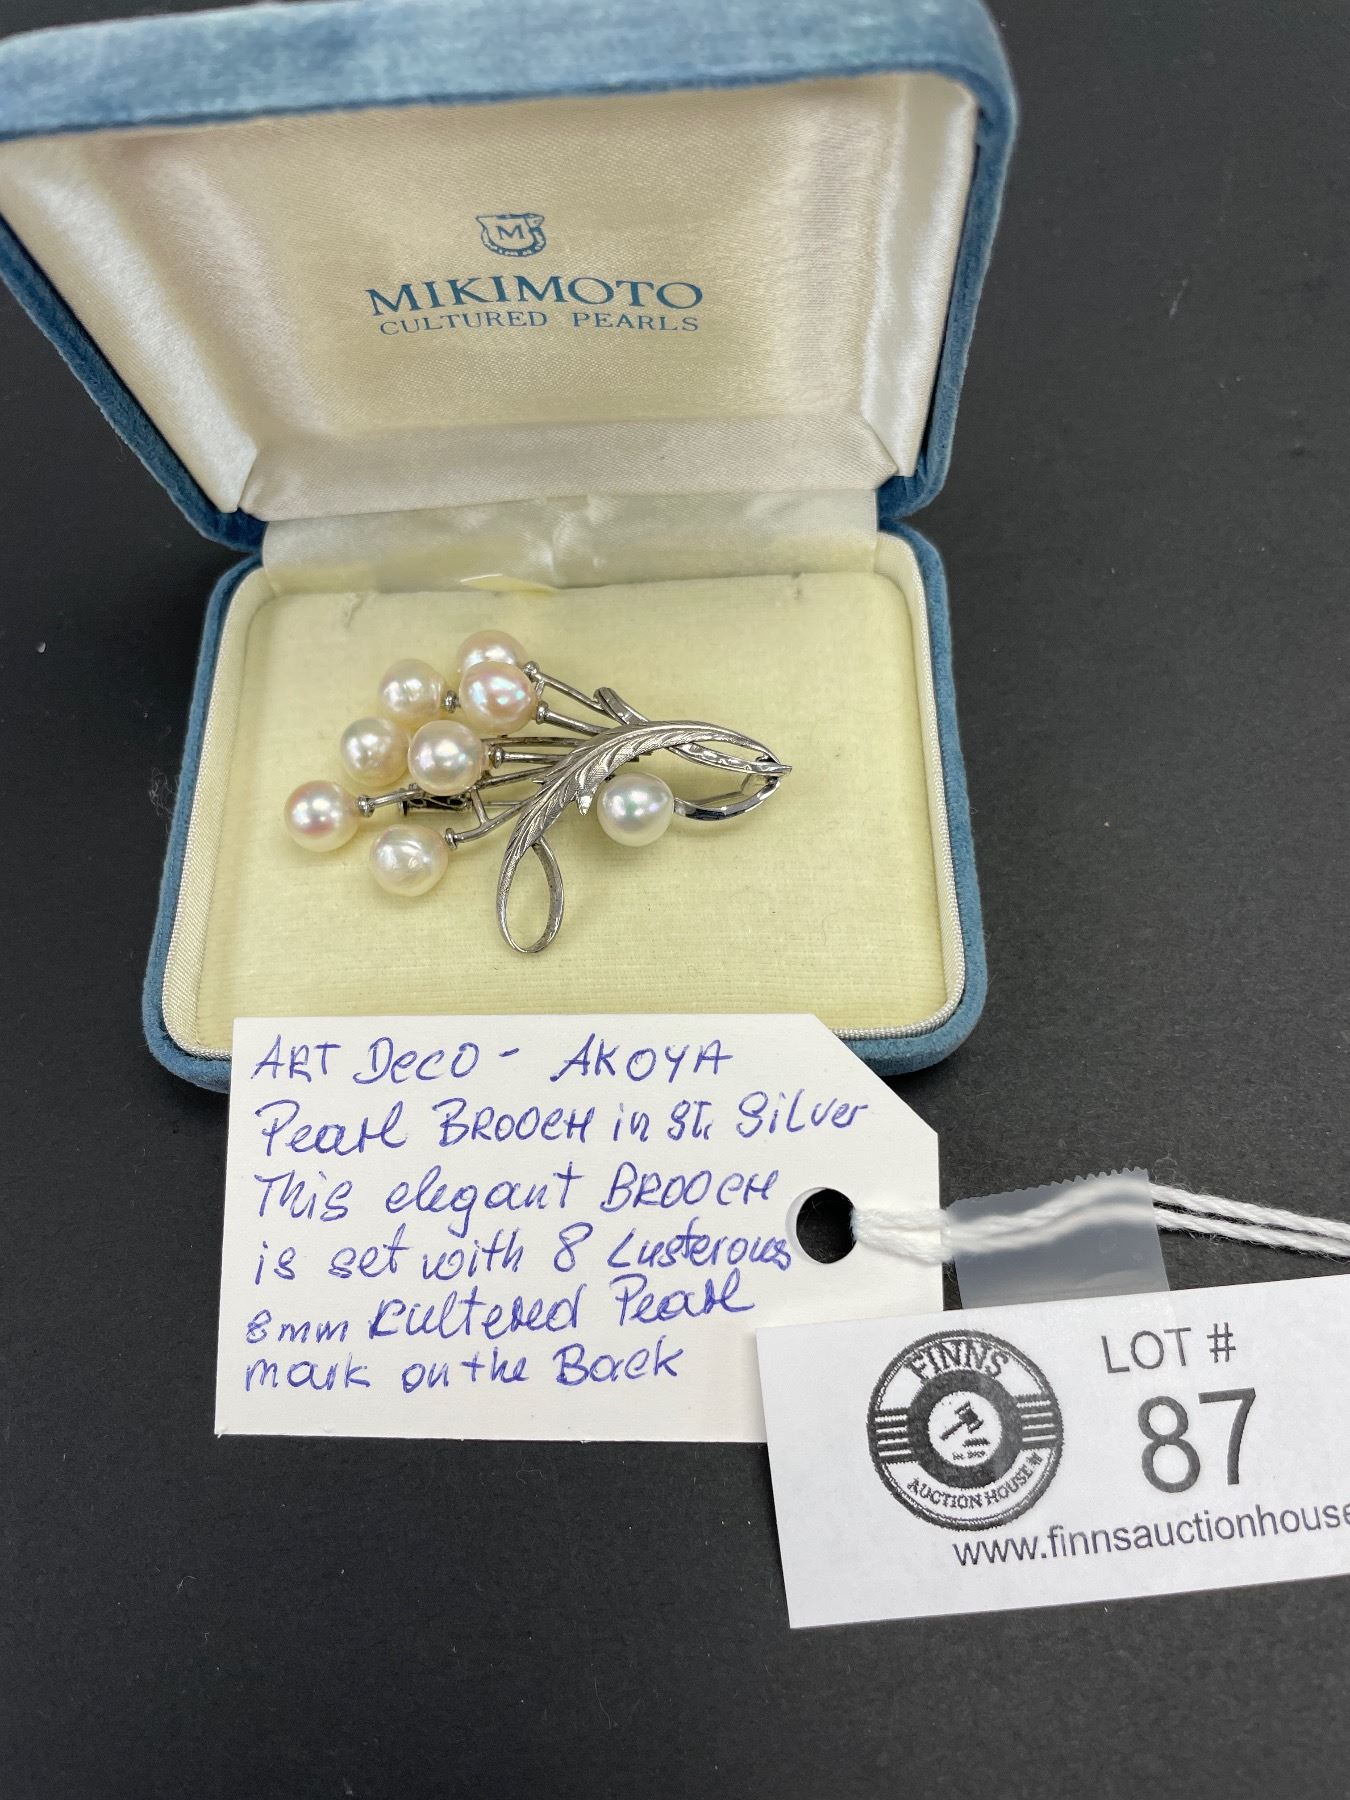 M
MIKIMOTO
CULTURED PEARLS
ART DECO - AKOYA
Pearl BROOCH in St. Silver
This elegant BROOCH
is set with 8 Lusterous
8mm Kultered Pearl
mark on the Back
FINNS
AUCTION HOUSE
LOT #
87
www.finnsauctionhouse